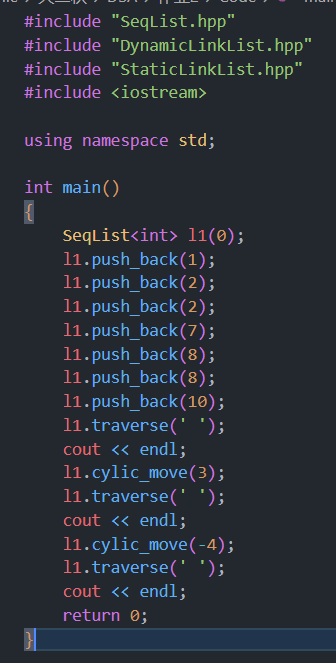 #include "SeqList.hpp"
#include "DynamicLinkList.hpp"
#include "StaticLinkList.hpp"
#include <iostream>

using namespace std;

int main()
{
    SeqList<int> l1(0);
    l1.push_back(1);
    l1.push_back(2);
    l1.push_back(2);
    l1.push_back(7);
    l1.push_back(8);
    l1.push_back(8);
    l1.push_back(10);
    l1.traverse(' ');
    cout << endl;
    l1.cylic_move(3);
    l1.traverse(' ');
    cout << endl;
    l1.cylic_move(-4);
    l1.traverse(' ');
    cout << endl;
    return 0;
}